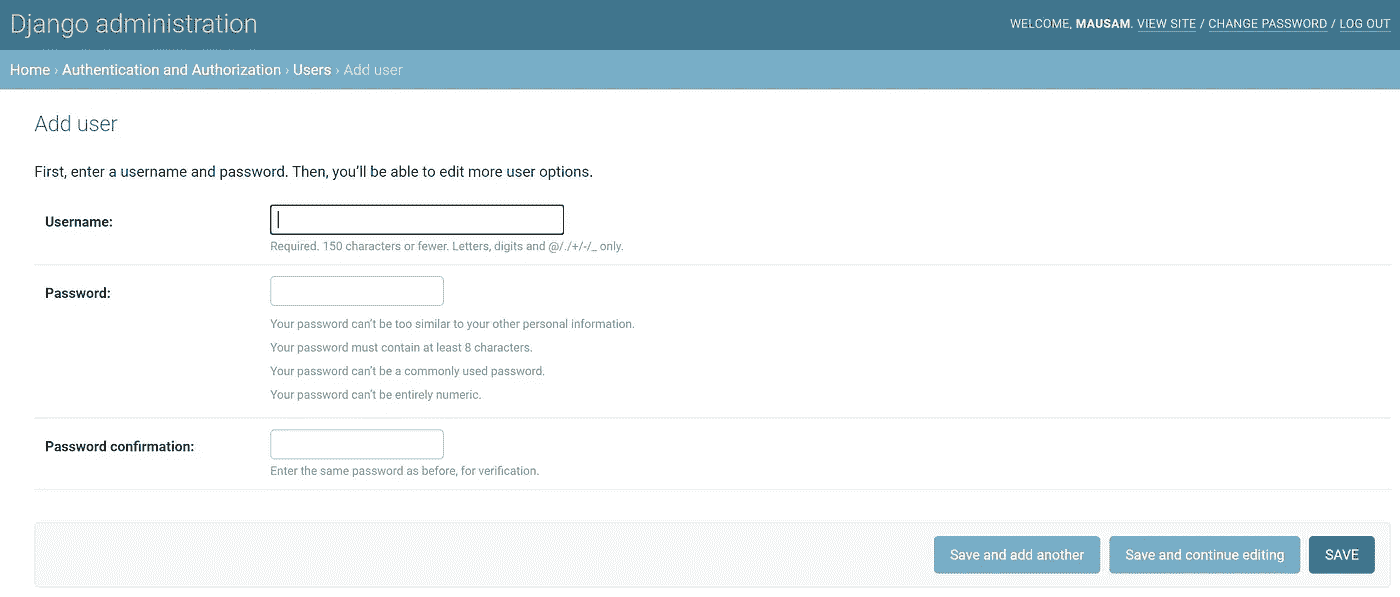 Django administration
WELCOME, MAUSAM. VIEW SITE / CHANGE PASSWORD / LOG OUT
Home › Authentication and Authorization › Users › Add user
Add user
First, enter a username and password. Then, you’ll be able to edit more user options.
Username:
Required. 150 characters or fewer. Letters, digits and @/./+/-/_ only.
Password:
Your password can’t be too similar to your other personal information.
Your password must contain at least 8 characters.
Your password can’t be a commonly used password.
Your password can’t be entirely numeric.
Password confirmation:
Enter the same password as before, for verification.
Save and add another
Save and continue editing
SAVE